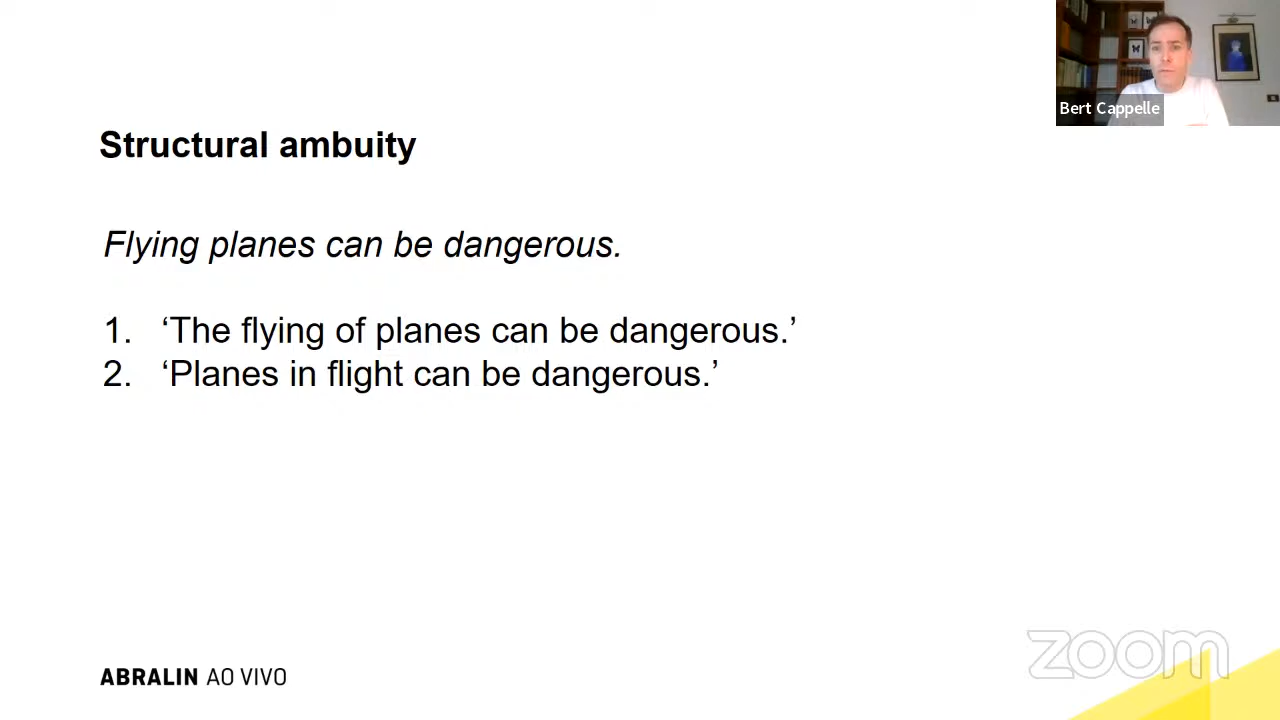 Bert Cappelle
Structural ambuity
Flying planes can be dangerous.
1. ‘The flying of planes can be dangerous.’
2. ‘Planes in flight can be dangerous.’
ABRALIN AO VIVO
zoom